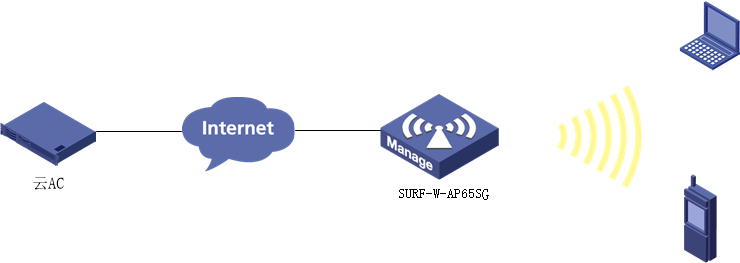 Internet
Manage
云AC
SURF-W-AP65SG